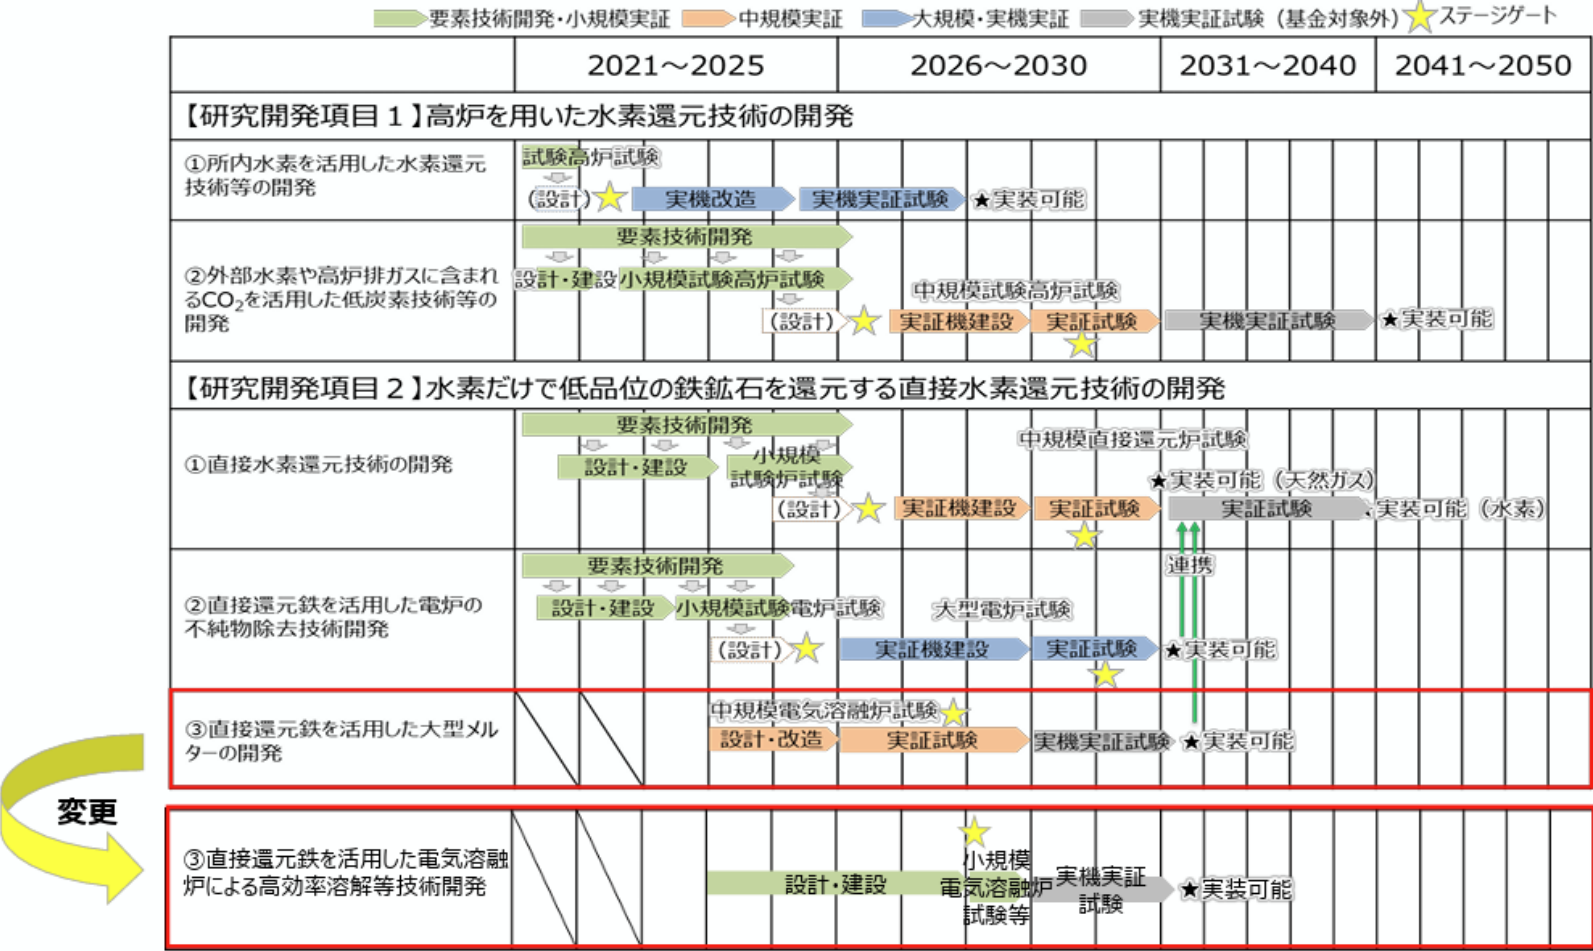 要素技術開発・小規模実証 中規模実証 大規模・実機実証 実機実証試験（基金対象外） ステージゲート
2021～2025 2026～2030 2031～2040 2041～2050
【研究開発項目１】高炉を用いた水素還元技術の開発
①所内水素を活用した水素還元
技術等の開発
試験高炉試験
（設計） 実機改造 実機実証試験 ★実装可能
②外部水素や高炉排ガスに含まれ
るCO2を活用した低炭素技術等の
開発
要素技術開発
設計・建設 小規模試験高炉試験
中規模試験高炉試験
（設計） 実証機建設 実証試験 実機実証試験 ★実装可能
【研究開発項目２】水素だけで低品位の鉄鉱石を還元する直接水素還元技術の開発
①直接水素還元技術の開発
要素技術開発
中規模直接還元炉試験
設計・建設 小規模
試験炉試験
★実装可能（天然ガス）
（設計） 実証機建設 実証試験 実証試験 実装可能（水素）
②直接還元鉄を活用した電炉の
不純物除去技術開発
要素技術開発
連携
設計・建設 小規模試験電炉試験 大型電炉試験
（設計） 実証機建設 実証試験 ★実装可能
③直接還元鉄を活用した大型メル
ターの開発
中規模電気溶融炉試験
設計・改造 実証試験 実機実証試験 ★実装可能
変更
③直接還元鉄を活用した電気溶融
炉による高効率溶解等技術開発
設計・建設
小規模
電気溶融炉
試験等
実機実証
試験
★実装可能